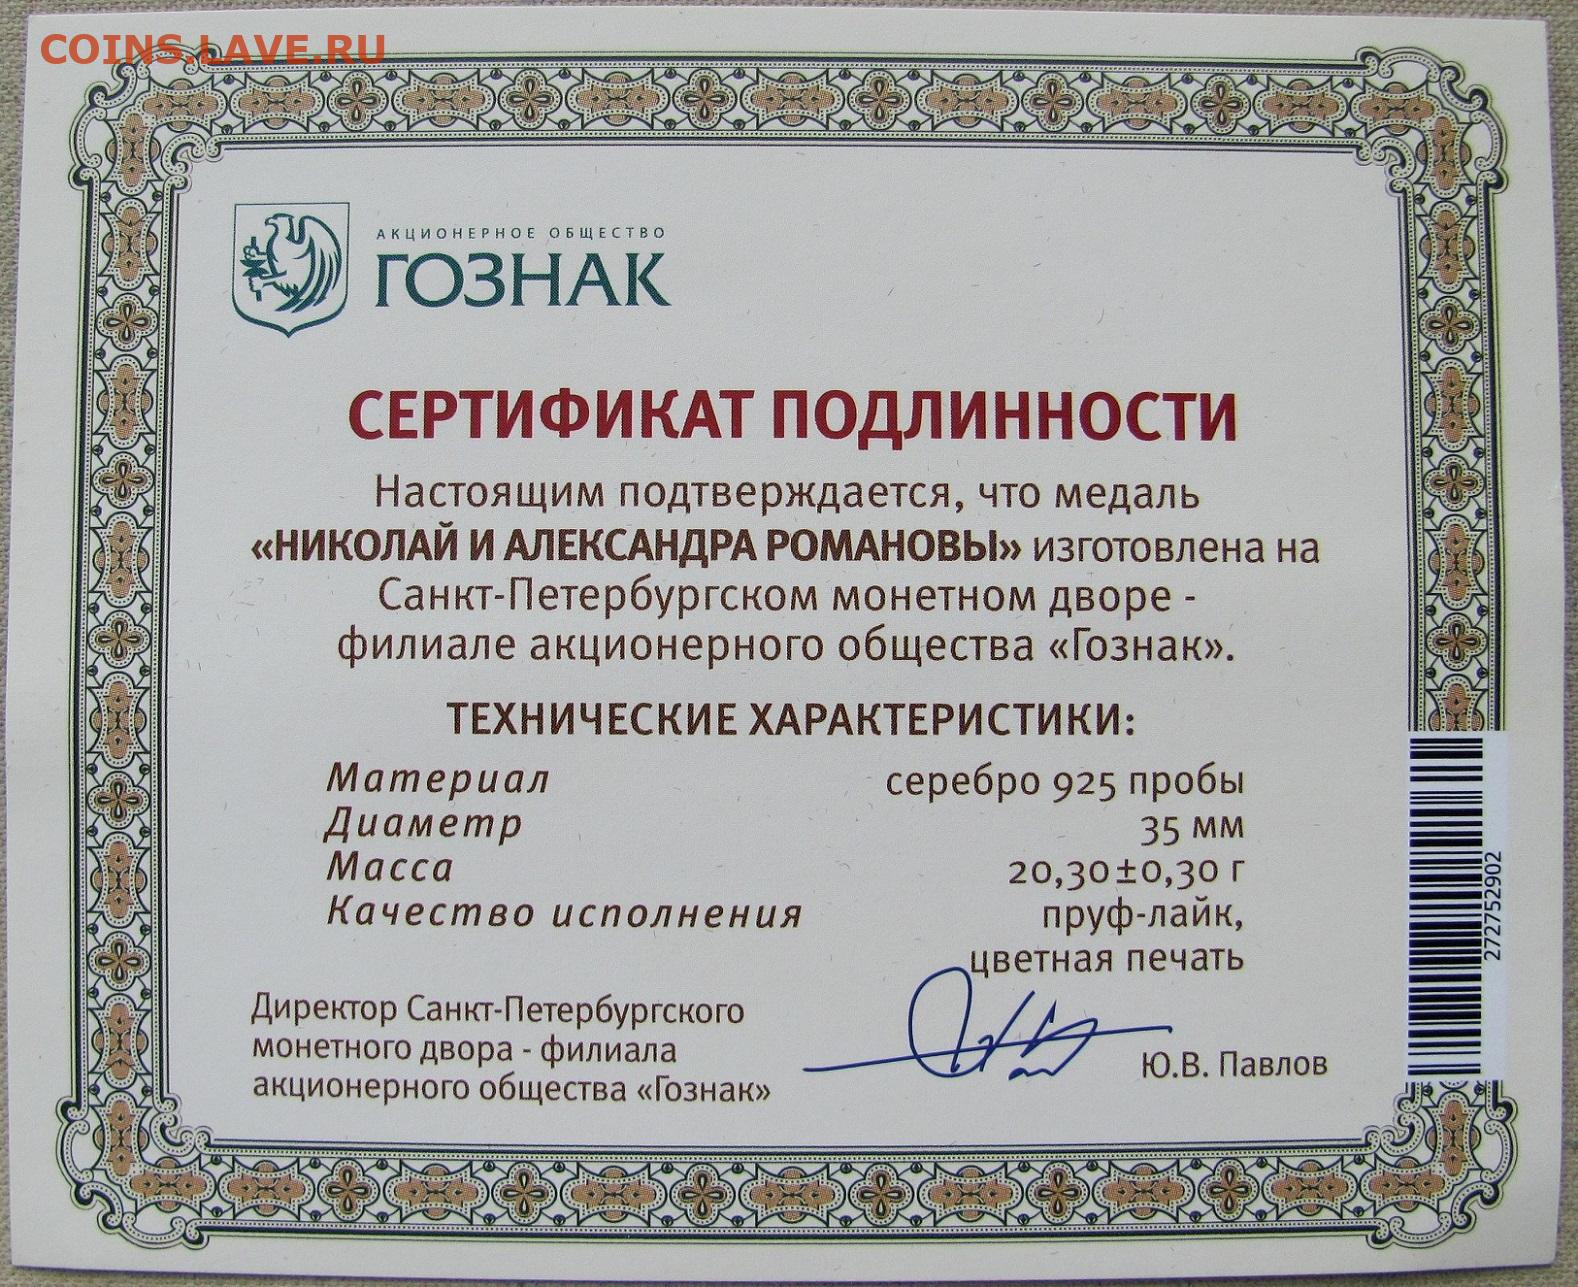 COINS.LAVE.RU
АКЦИОНЕРНОЕ ОБЩЕСТВО
ГОЗНАК
СЕРТИФИКАТ ПОДЛИННОСТИ
Настоящим подтверждается, что медаль
«НИКОЛАЙ И АЛЕКСАНДРА РОМАНОВЫ» изготовлена на
Санкт-Петербургском монетном дворе -
филиале акционерного общества «Гознак».
ТЕХНИЧЕСКИЕ ХАРАКТЕРИСТИКИ:
Материал серебро 925 пробы
Диаметр 35 мм
Масса 20,30±0,30 г
Качество исполнения пруф-лайк,
цветная печать
Директор Санкт-Петербургского
монетного двора - филиала
акционерного общества «Гознак»
Ю.В. Павлов
272752902